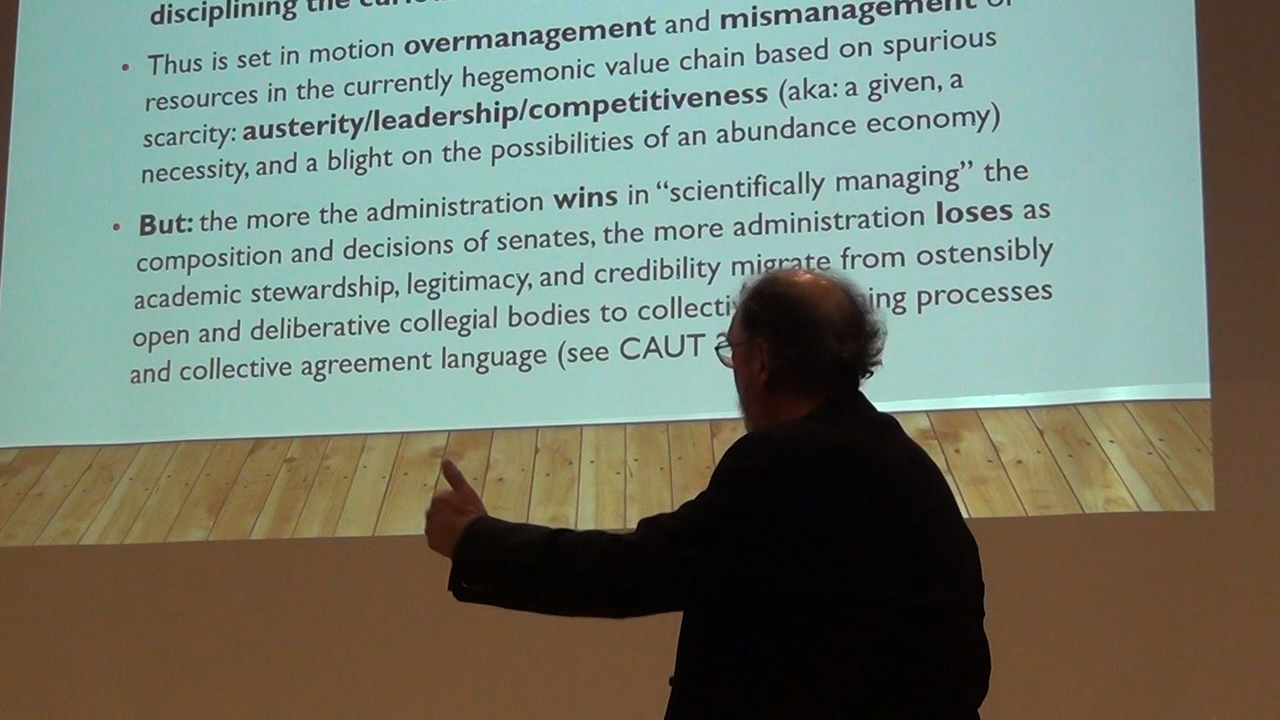 disciplining the
• Thus is set in motion overmanagement and mismanagement of
resources in the currently hegemonic value chain based on spurious
scarcity: austerity/leadership/competitiveness (aka: a given, a
necessity, and a blight on the possibilities of an abundance economy)
• But: the more the administration wins in “scientifically managing” the
composition and decisions of senates, the more administration loses as
academic stewardship, legitimacy, and credibility migrate from ostensibly
open and deliberative collegial bodies to ing processes
and collective agreement language (see CAUT